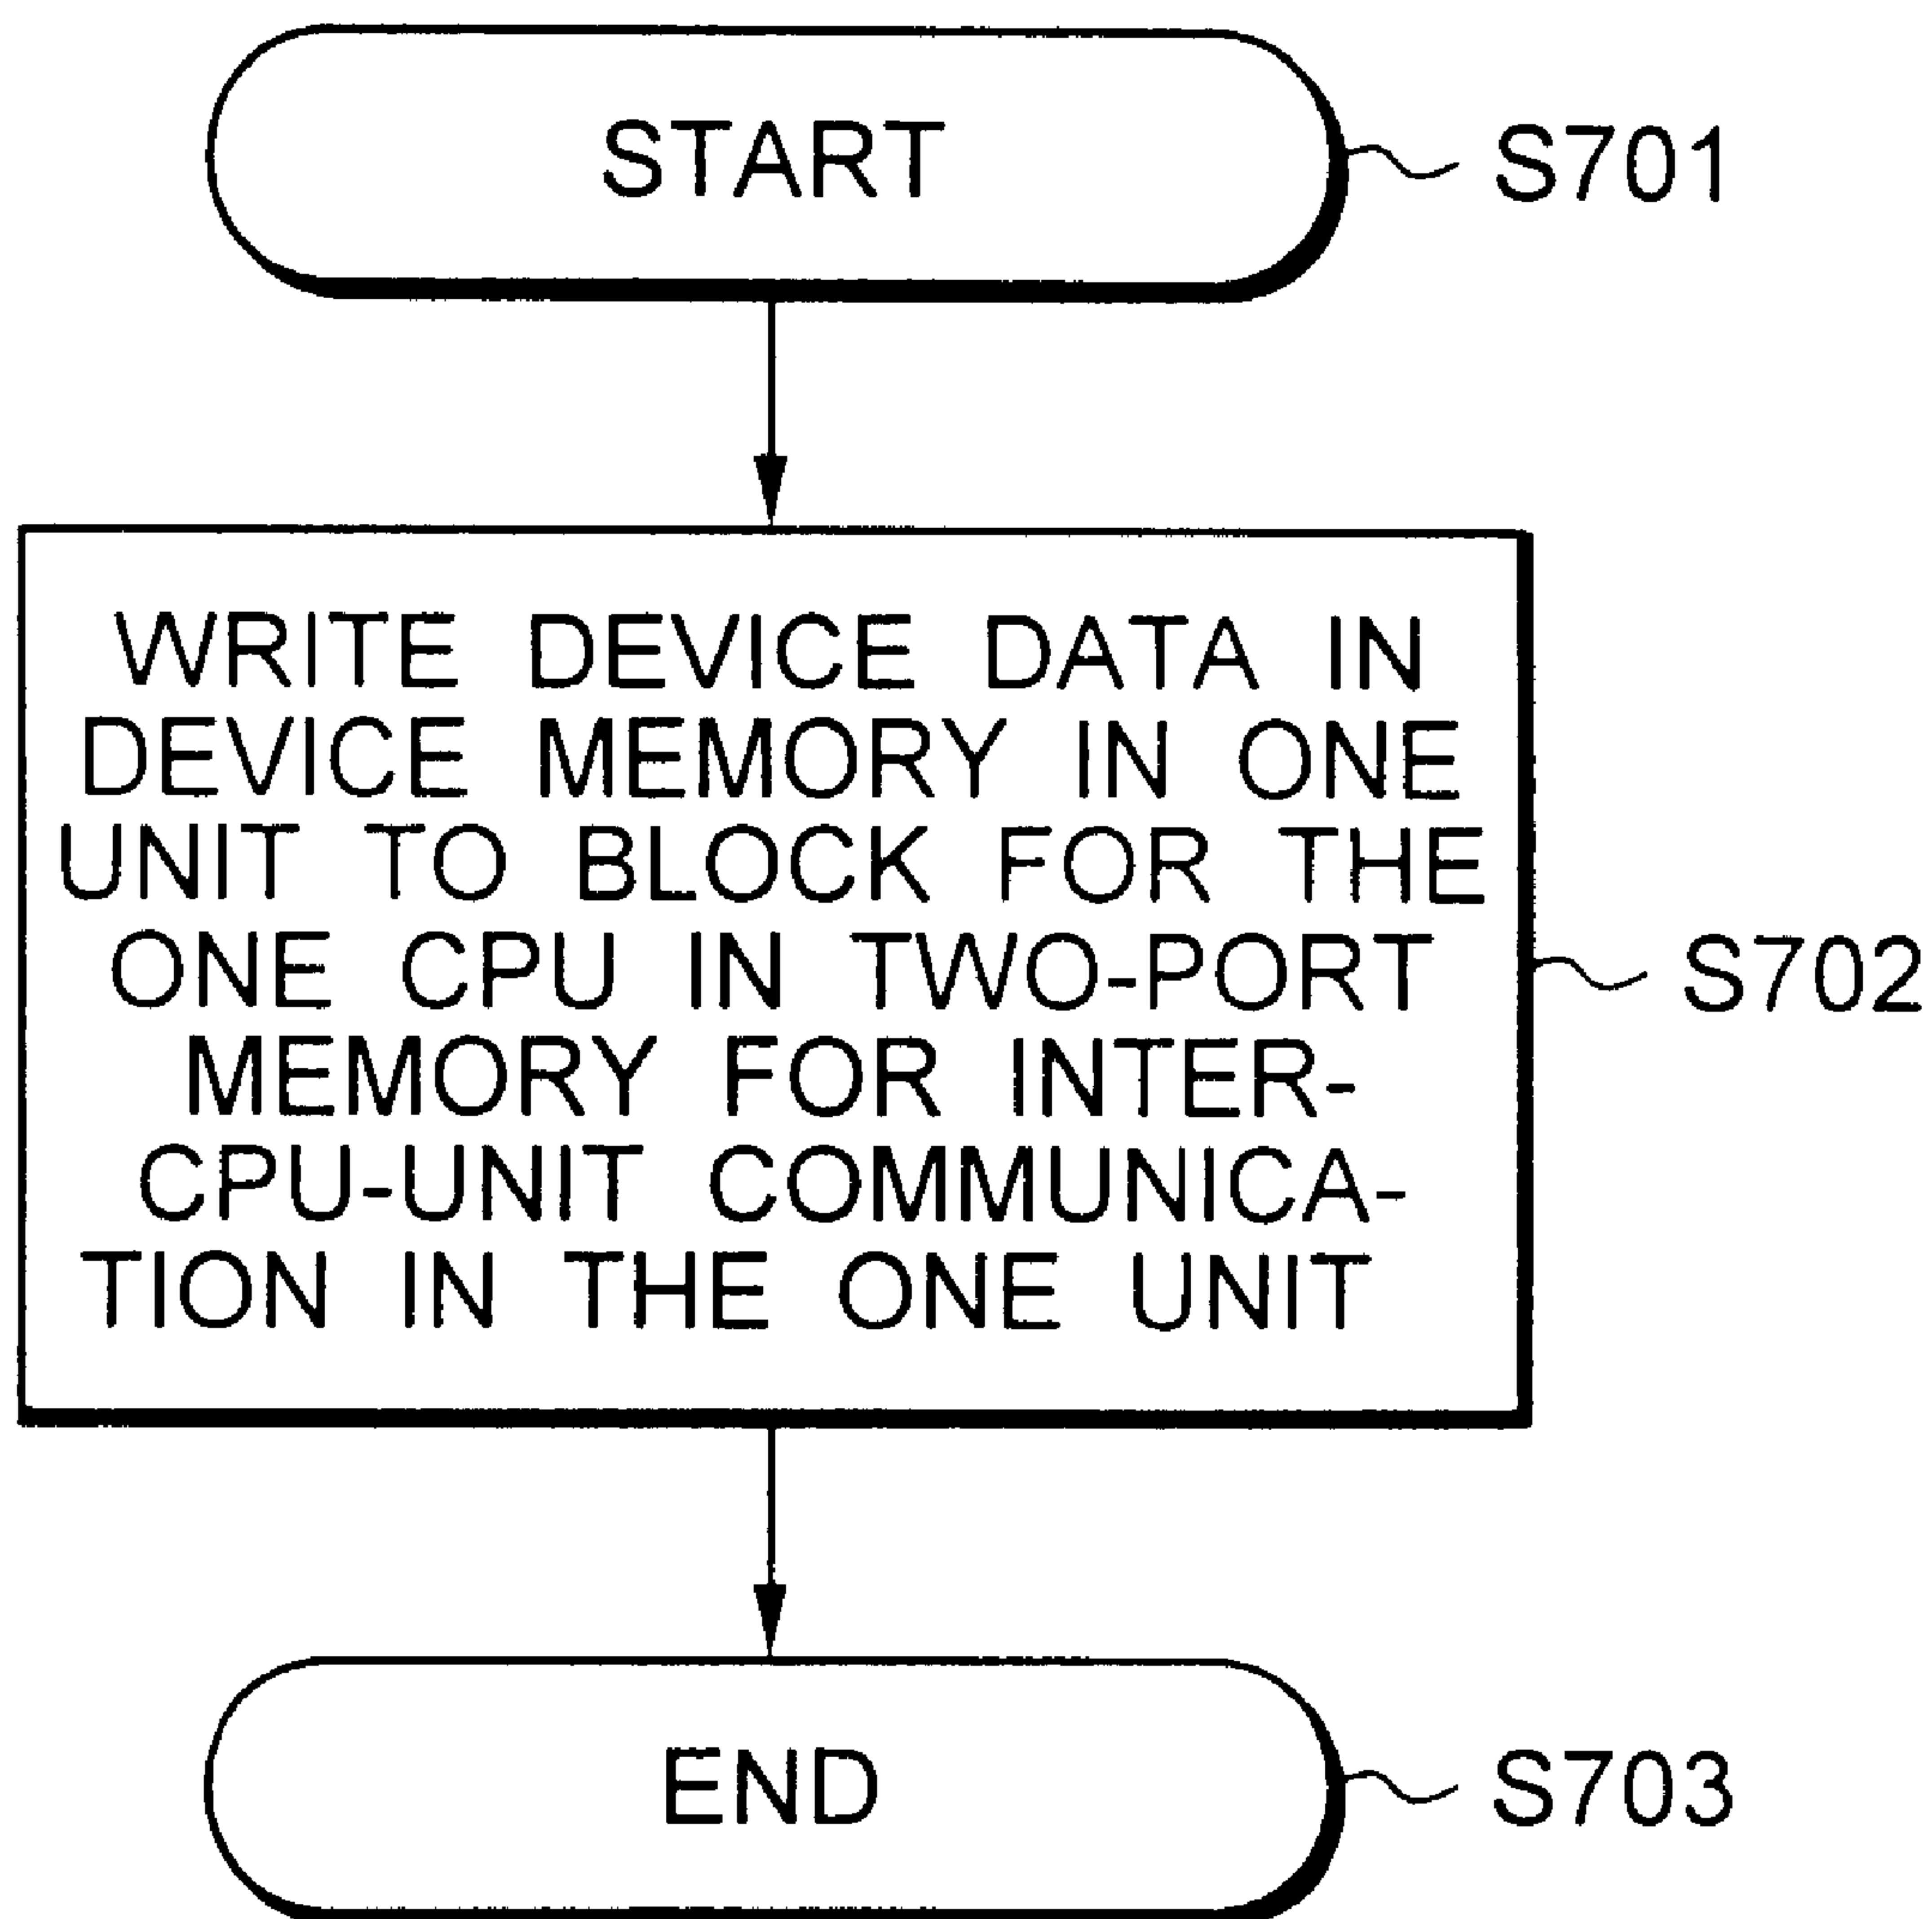 START
S701
WRITE DEVICE DATA IN
DEVICE MEMORY IN ONE
UNIT TO BLOCK FOR THE
ONE CPU IN TWO-PORT
S702
MEMORY FOR INTER-
CPU-UNIT COMMUNICA-
TION IN THE ONE UNIT
END
S703